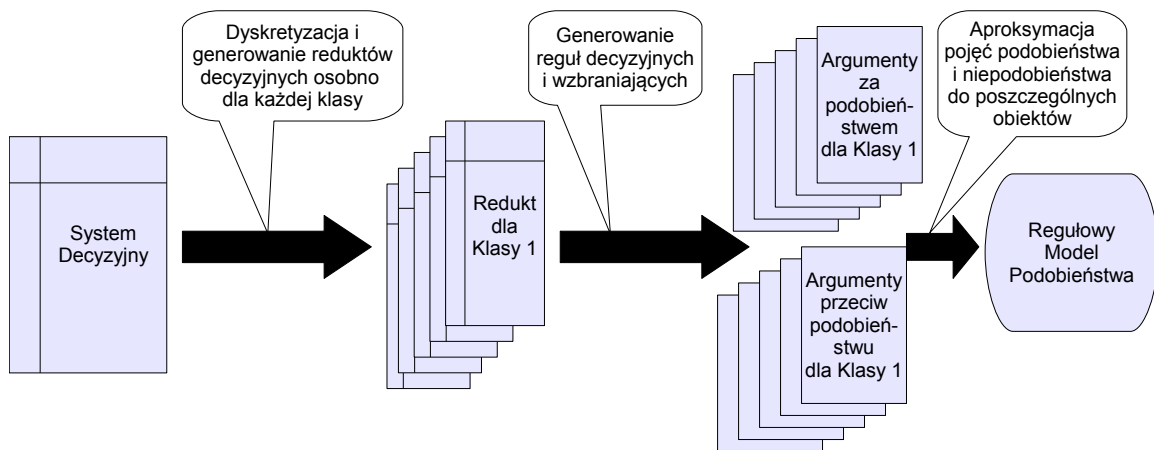 Dyskretyzacja i
generowanie reduktów
decyzyjnych osobno
dla każdej klasy
Generowanie
reguł decyzyjnych
i wzbraniających
Argumenty
za
podobień-
stwem
dla Klasy 1
Aproksymacja
pojęć podobieństwa
i niepodobieństwa
do poszczególnych
obiektów
System
Decyzyjny
Redukt
dla
Klasy 1
Argumenty
przeciw
podobień-
stwu
dla Klasy 1
Regułowy
Model
Podobieństwa